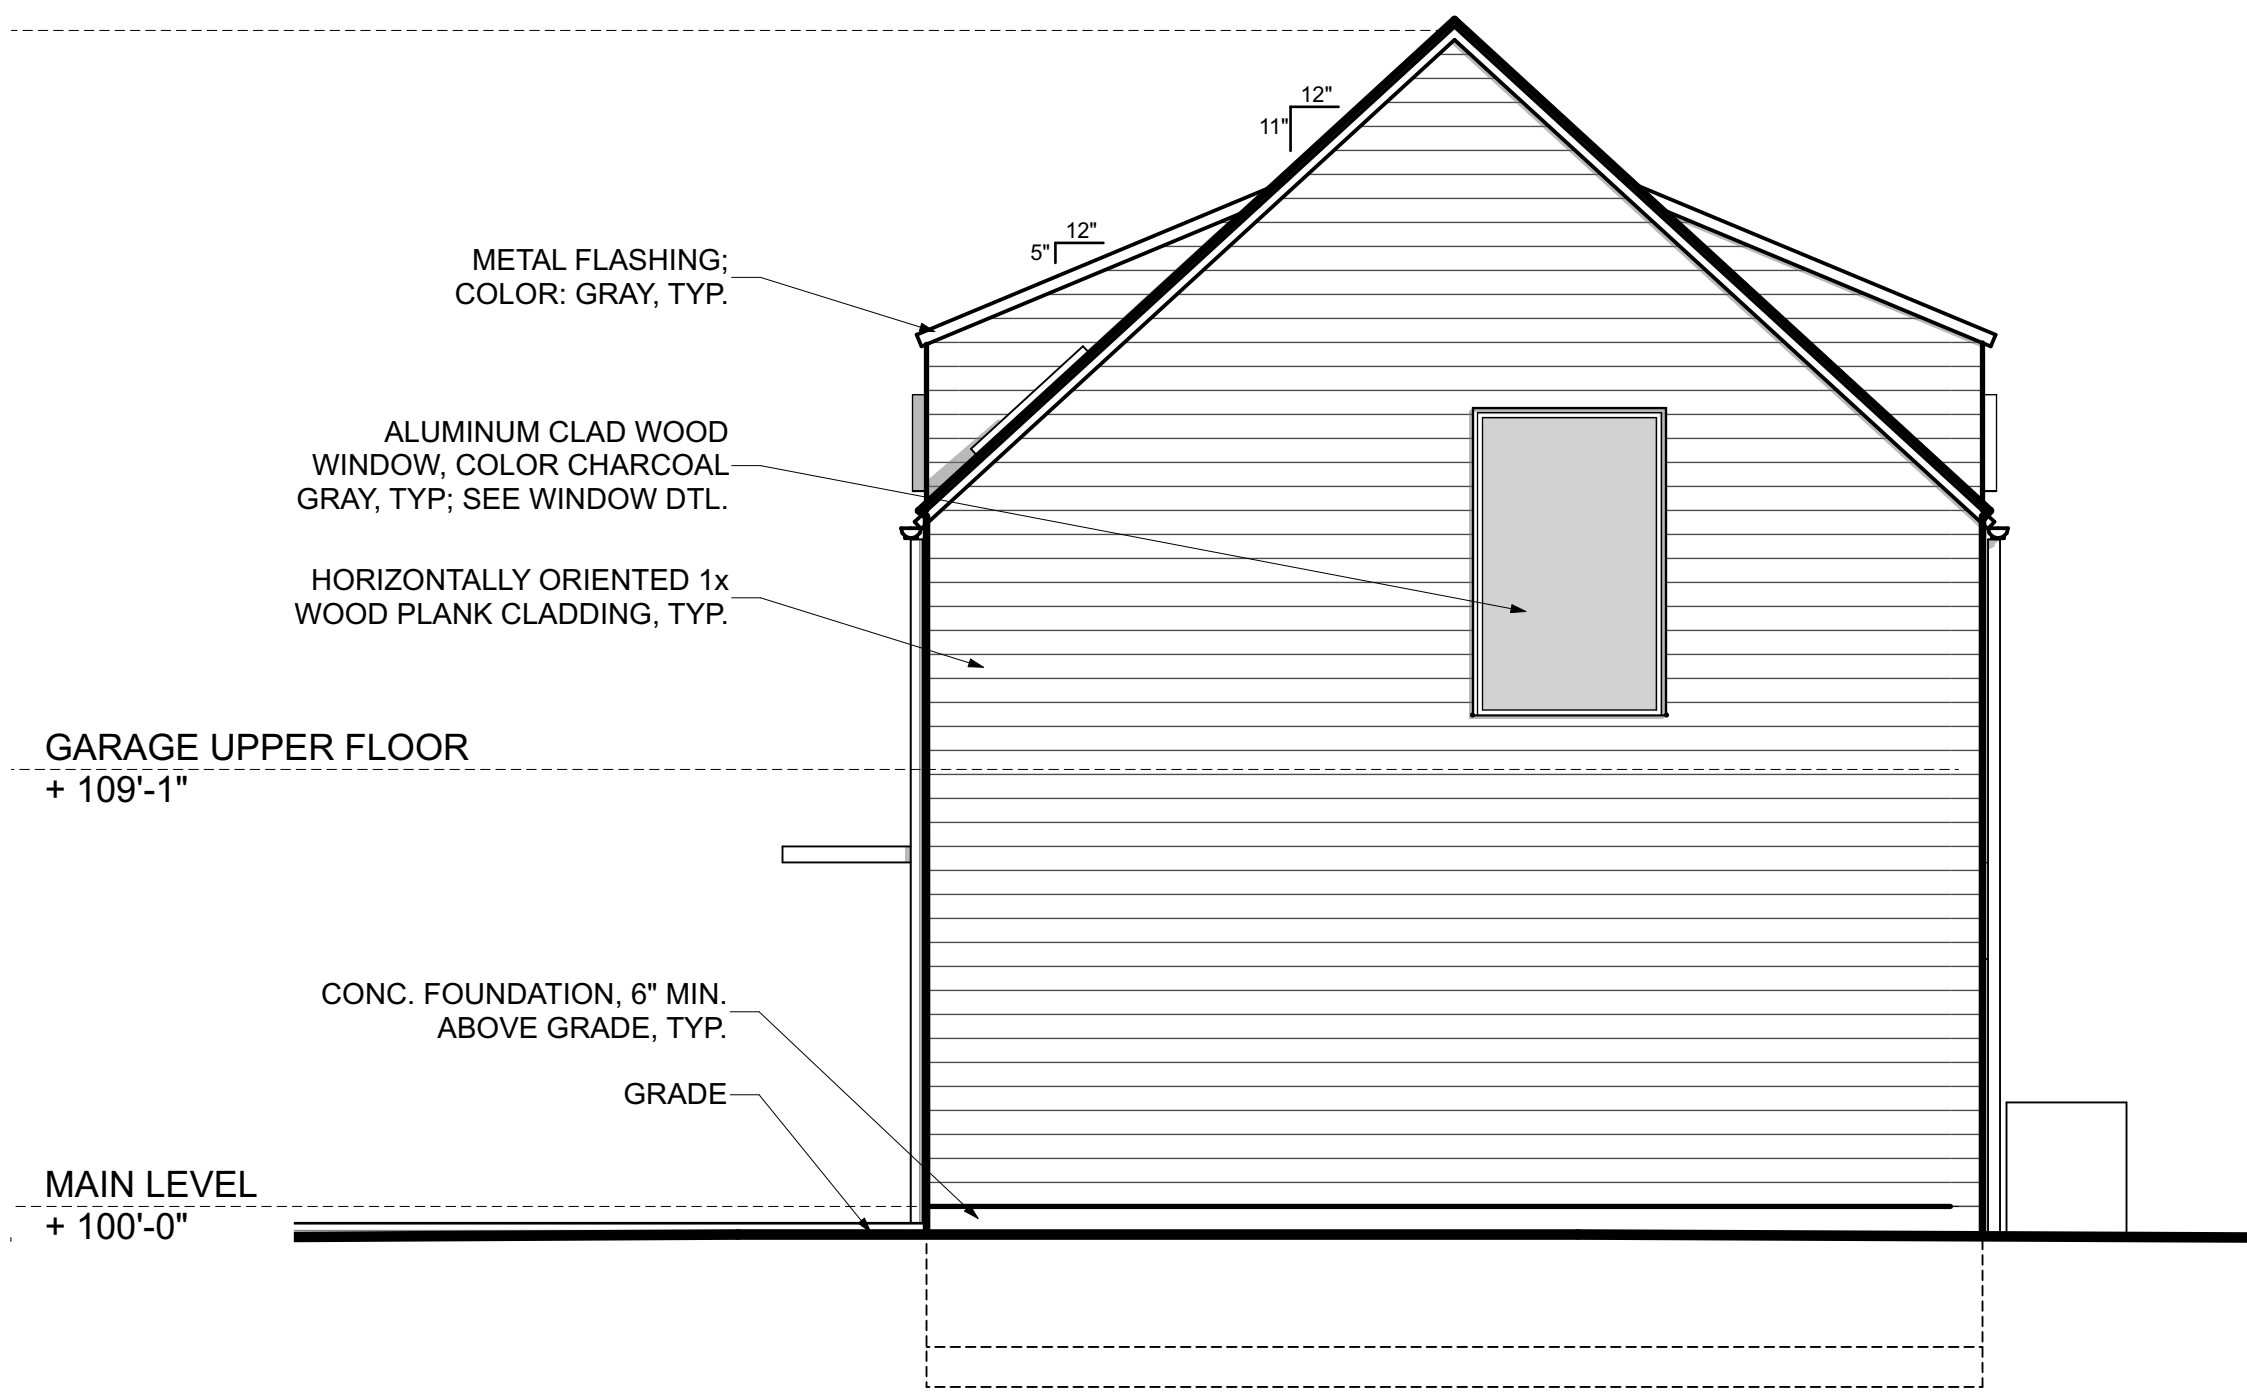 12"
11"
12"
5"
METAL FLASHING;
COLOR: GRAY, TYP.
ALUMINUM CLAD WOOD
WINDOW, COLOR CHARCOAL
GRAY, TYP; SEE WINDOW DTL.
HORIZONTALLY ORIENTED 1x
WOOD PLANK CLADDING, TYP.
GARAGE UPPER FLOOR
+ 109'-1"
CONC. FOUNDATION, 6" MIN.
ABOVE GRADE, TYP.
GRADE
MAIN LEVEL
+ 100'-0"